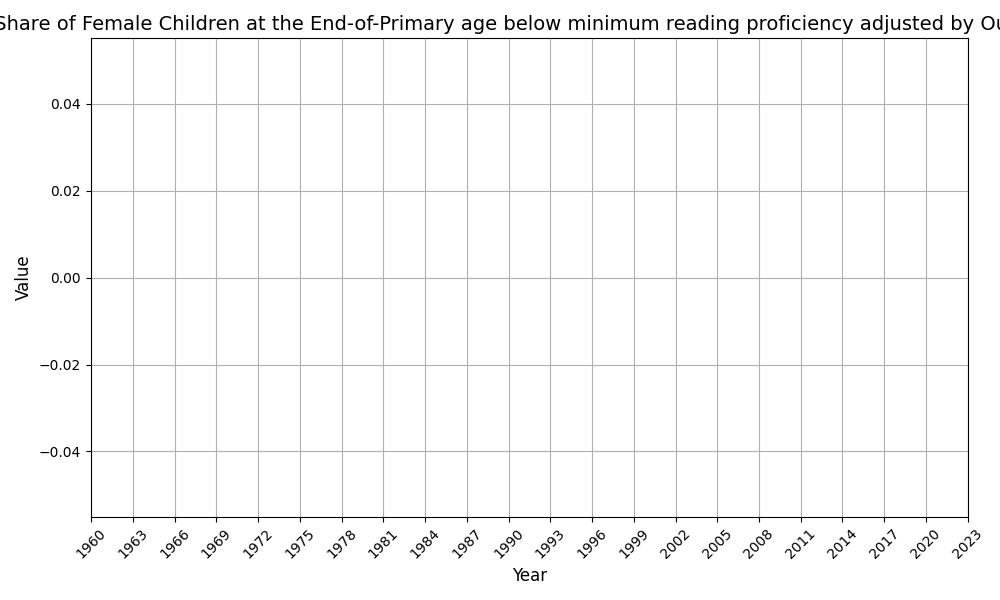 Share of Female Children at the End-of-Primary age below minimum reading proficiency adjusted by
0.04
0.02
0.00
−0.02
−0.04
Value
1960 1963 1966 1969 1972 1975 1978 1981 1984 1987 1990 1993 1996 1999 2002 2005 2008 2011 2014 2017 2020 2023
Year